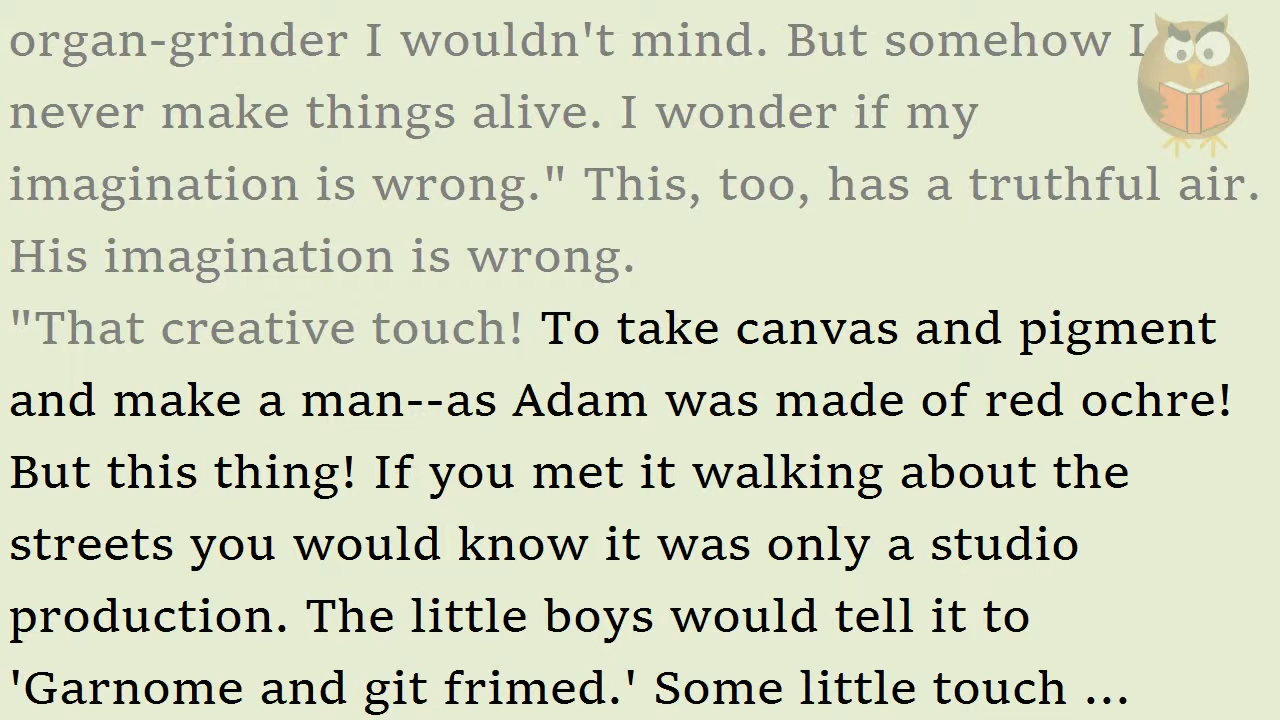 organ-grinder I wouldn't mind. But somehow I
never make things alive. I wonder if my
imagination is wrong." This, too, has a truthful air.
His imagination is wrong.
"That creative touch! To take canvas and pigment
and make a man--as Adam was made of red ochre!
But this thing! If you met it walking about the
streets you would know it was only a studio
production. The little boys would tell it to
'Garnome and git frimed.' Some little touch ...